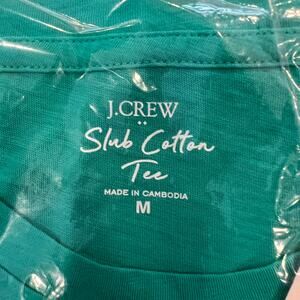 J.CREW
Slub Cotton
Tee
MADE IN CAMBODIA
M